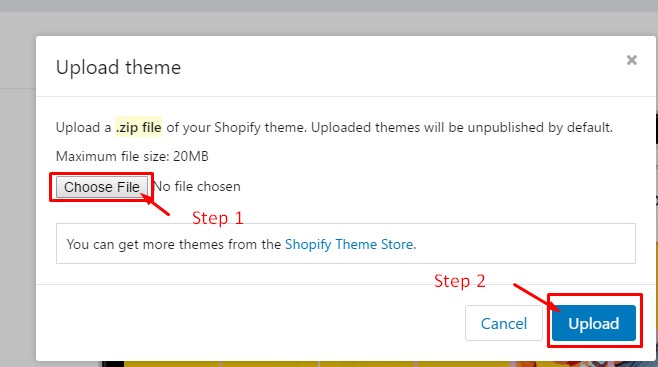 Upload theme
×
Upload a .zip file of your Shopify theme. Uploaded themes will be unpublished by default.
Maximum file size: 20MB
Choose File No file chosen
Step 1
You can get more themes from the Shopify Theme Store.
Step 2
Cancel
Upload